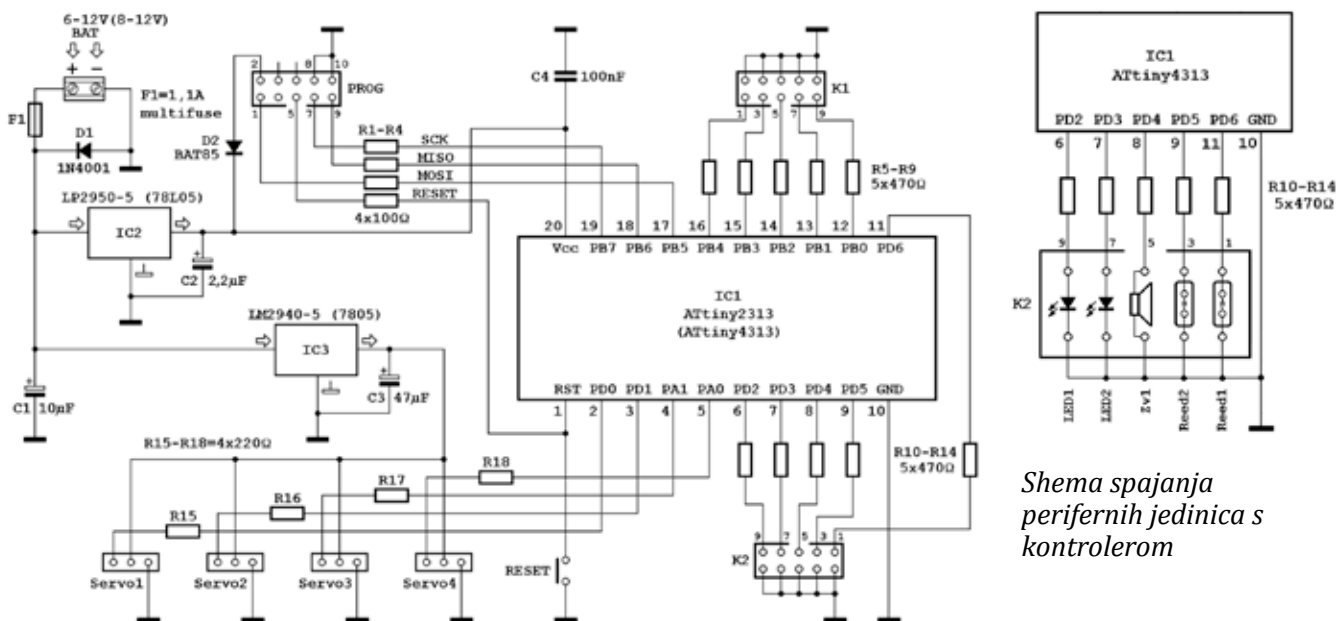 6-12V(8-12V)
BAT
+ -
F1
F1=1,1A
multifuse
D1
1N4001
LP2950-5 (78L05)
IC2
+
C2 2,2µF
D2
BAT85
2 8 10
PROG
1 5 7 9
R1-R4
SCK
MISO
MOSI
RESET
4x100Ω
C4 100nF
K1
1 3 5 7 9
R5-R9
5x470Ω
20 19 18 17 16 15 14 13 12 11
Vcc PB7 PB6 PB5 PB4 PB3 PB2 PB1 PB0 PD6
IC1
ATtiny2313
(ATtiny4313)
RST PD0 PD1 PA1 PA0 PD2 PD3 PD4 PD5 GND
1 2 3 4 5 6 7 8 9 10
LM2940-5 (7805)
IC3
+
C3 47µF
+
C1 10µF
R15-R18=4x220Ω
R18
R17
R16
R15
Servo1 Servo2 Servo3 Servo4
RESET
R10-R14
5x470Ω
9 7 5 3 1
K2
IC1
ATtiny4313
PD2 PD3 PD4 PD5 PD6 GND
6 7 8 9 11 10
R10-R14
5x470Ω
9 7 5 3 1
K2
LED1
LED2
Zv1
Reed2
Reed1
Shema spajanja
perifernih jedinica s
kontrolerom